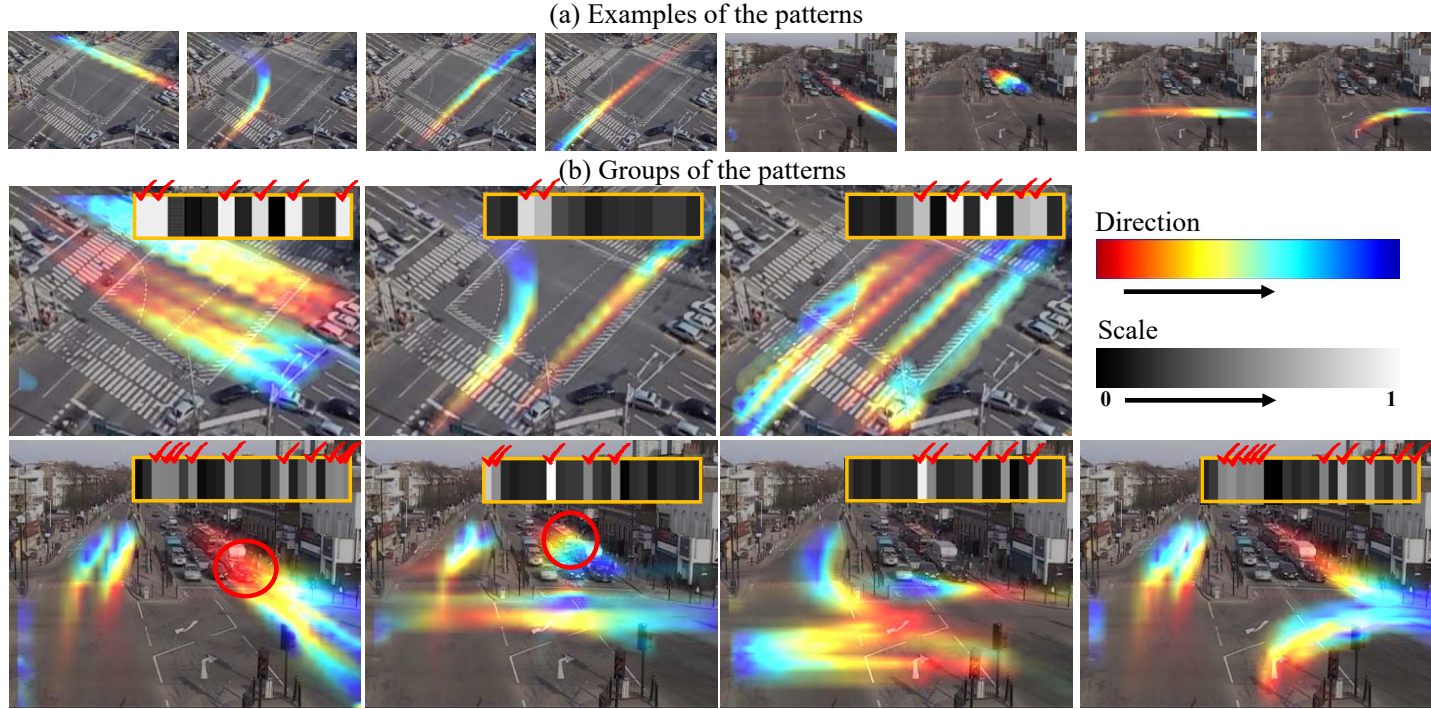 (a) Examples of the patterns
(b) Groups of the patterns
Direction
Scale
0 1